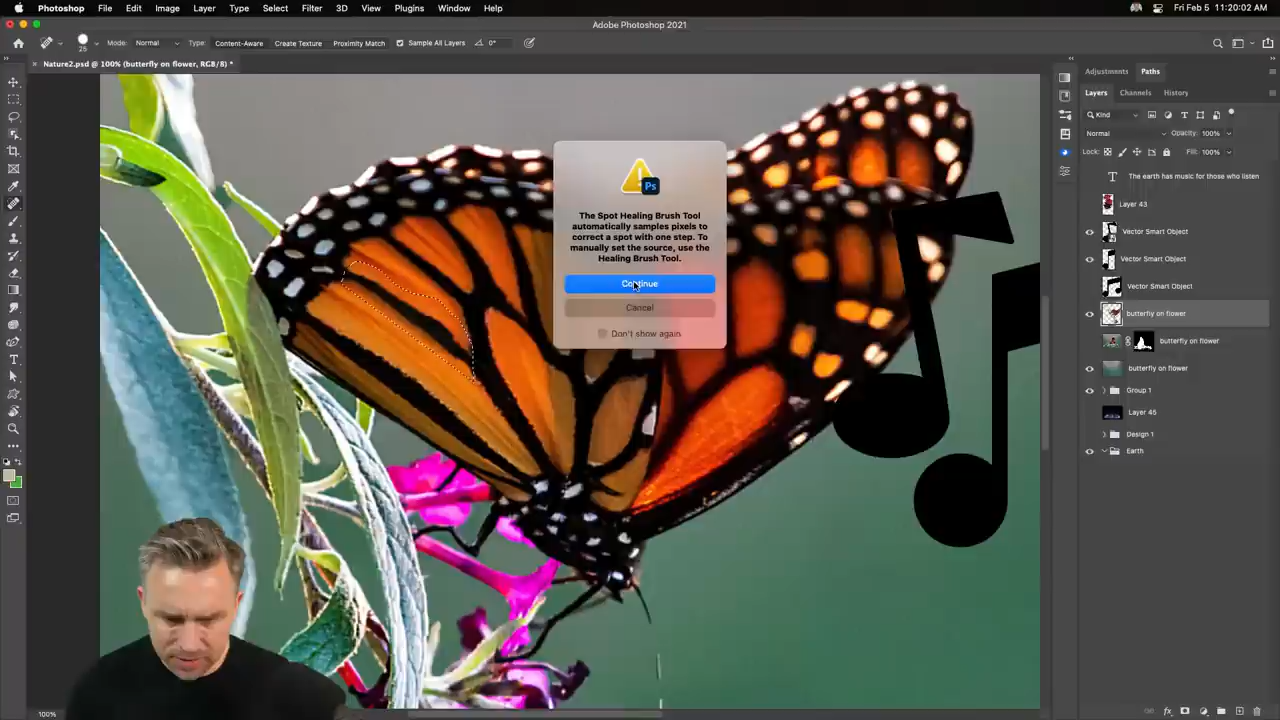 Photoshop File Edit Image Layer Type Select Filter 3D View Plugins Window Help Fri Feb 5 11:20:02 AM
Adobe Photoshop 2021
25 Mode: Normal Type: Content-Aware Create Texture Proximity Match Sample All Layers 0°
Nature2.psd @ 100% (butterfly on flower, RGB/8) *
Adjustments Paths
Layers Channels History
Kind
Normal Opacity: 100%
Lock: Fill: 100%
The earth has music for those who listen
Layer 43
Vector Smart Object
Vector Smart Object
Vector Smart Object
butterfly on flower
butterfly on flower
butterfly on flower
Group 1
Layer 45
Design 1
Earth
Ps
The Spot Healing Brush Tool
automatically samples pixels to
correct a spot with one step. To
manually set the source, use the
Healing Brush Tool.
Continue
Cancel
Don't show again
100%